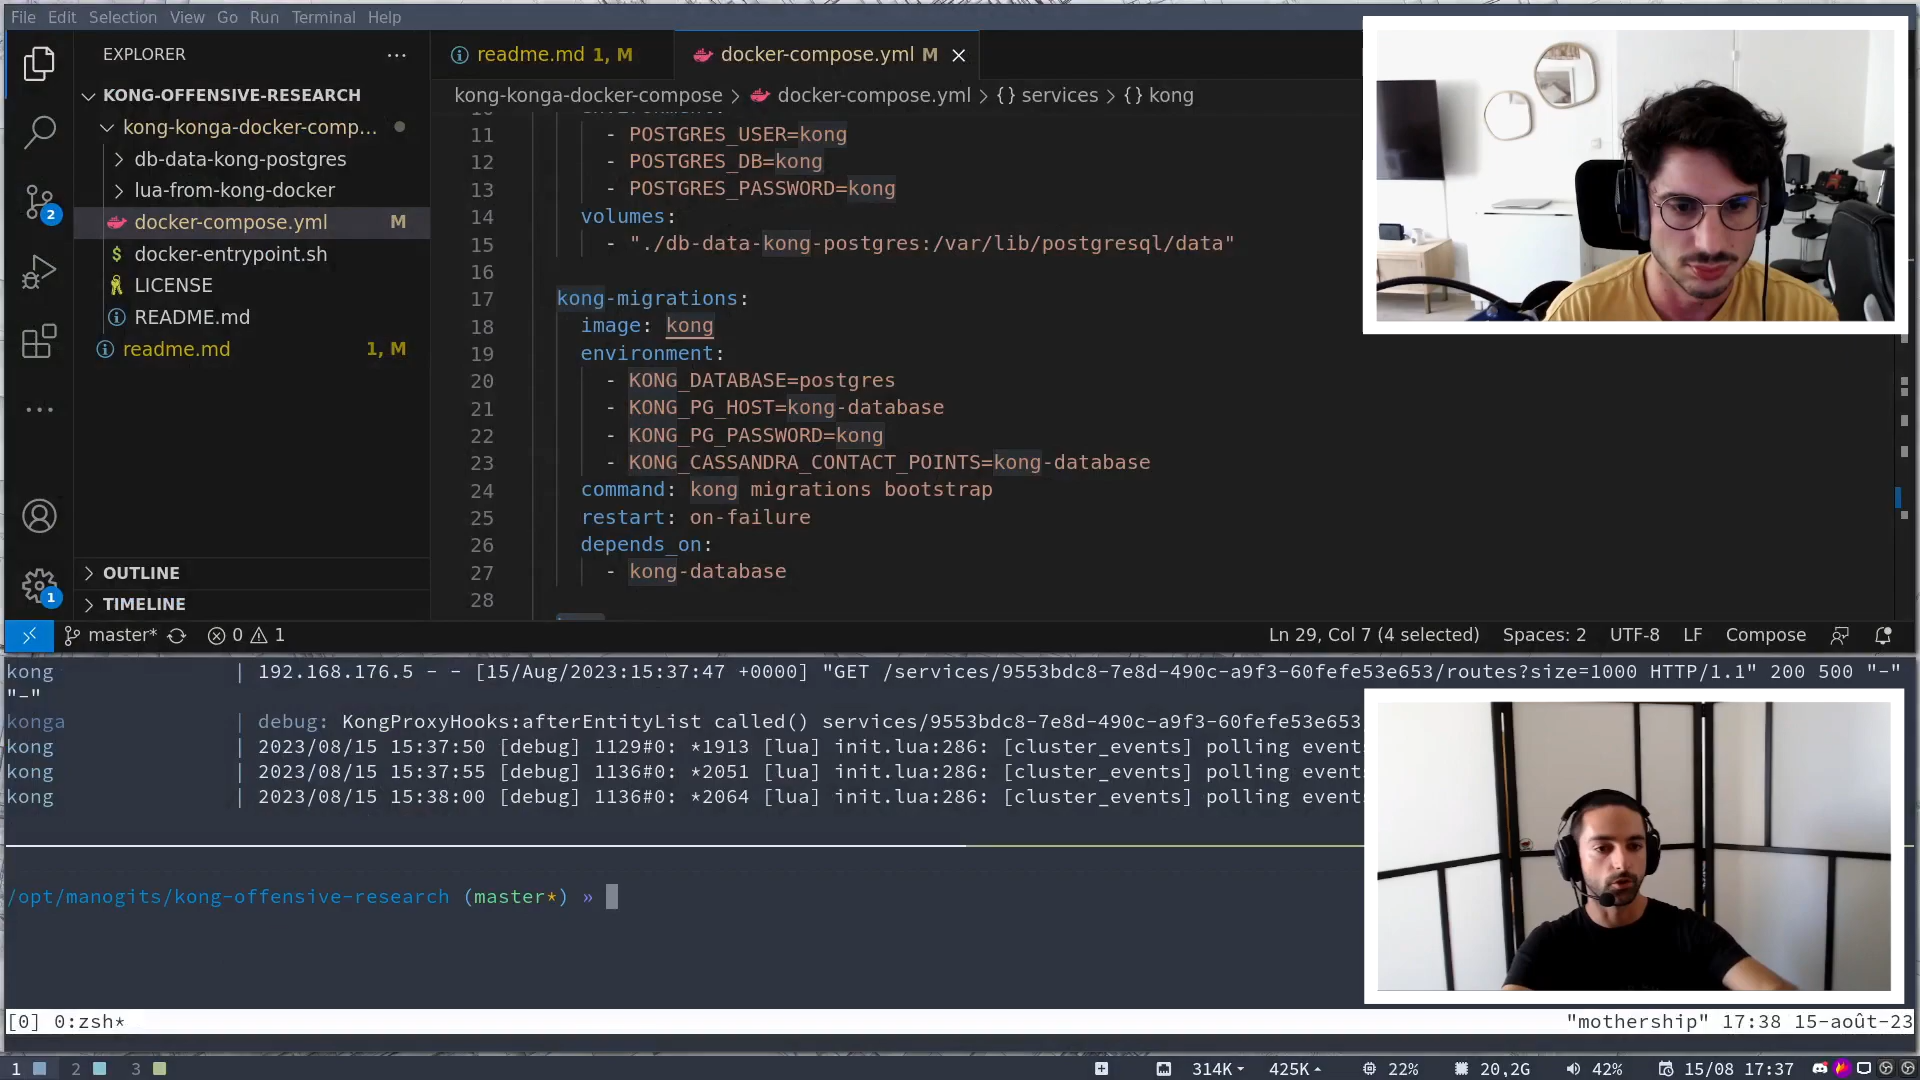 File Edit Selection View Go Run Terminal Help
EXPLORER
readme.md 1, M
docker-compose.yml M
KONG-OFFENSIVE-RESEARCH
kong-konga-docker-compose > docker-compose.yml > {} services > {} kong
kong-konga-docker-comp...
db-data-kong-postgres
lua-from-kong-docker
docker-compose.yml M
docker-entrypoint.sh
LICENSE
README.md
readme.md 1, M
2
1
OUTLINE
TIMELINE
11 - POSTGRES_USER=kong
12 - POSTGRES_DB=kong
13 - POSTGRES_PASSWORD=kong
14 volumes:
15 - "./db-data-kong-postgres:/var/lib/postgresql/data"
16
17 kong-migrations:
18 image: kong
19 environment:
20 - KONG_DATABASE=postgres
21 - KONG_PG_HOST=kong-database
22 - KONG_PG_PASSWORD=kong
23 - KONG_CASSANDRA_CONTACT_POINTS=kong-database
24 command: kong migrations bootstrap
25 restart: on-failure
26 depends_on:
27 - kong-database
28
master* 0 1 Ln 29, Col 7 (4 selected) Spaces: 2 UTF-8 LF Compose
kong | 192.168.176.5 - - [15/Aug/2023:15:37:47 +0000] "GET /services/9553bdc8-7e8d-490c-a9f3-60fefe53e653/routes?size=1000 HTTP/1.1" 200 500 "-"
"-"
konga | debug: KongProxyHooks:afterEntityList called() services/9553bdc8-7e8d-490c-a9f3-60fefe53e653
kong | 2023/08/15 15:37:50 [debug] 1129#0: *1913 [lua] init.lua:286: [cluster_events] polling event
kong | 2023/08/15 15:37:55 [debug] 1136#0: *2051 [lua] init.lua:286: [cluster_events] polling event
kong | 2023/08/15 15:38:00 [debug] 1136#0: *2064 [lua] init.lua:286: [cluster_events] polling event
/opt/manogits/kong-offensive-research (master*) »
[0] 0:zsh* "mothership" 17:38 15-août-23
1 2 3 314K 425K 22% 20,2G 42% 15/08 17:37